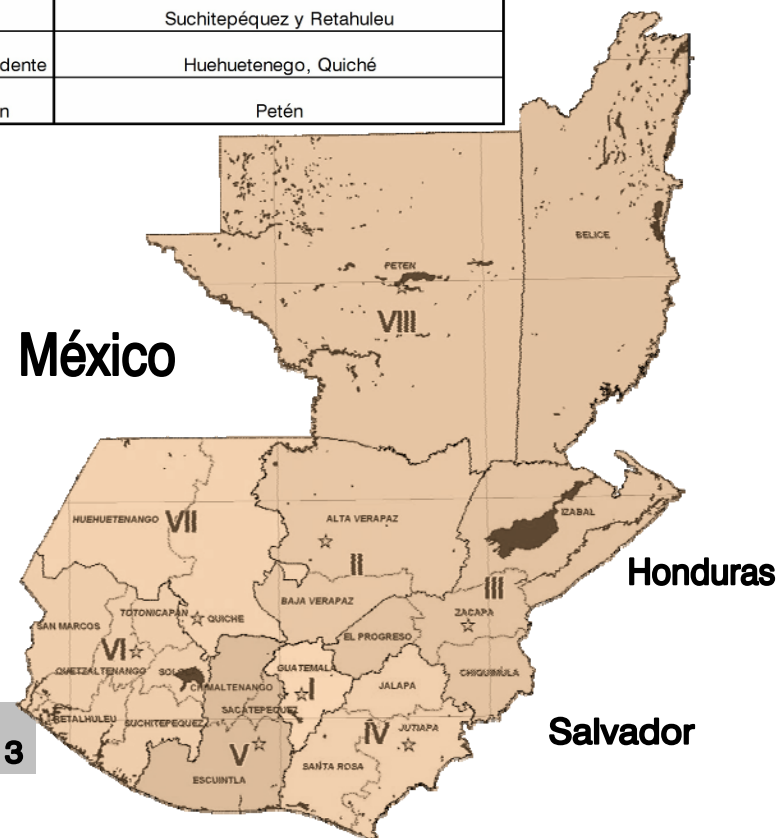 Suchitepéquez y Retahuleu
dente
Huehuetenego, Quiché
n
Petén
BELICE
PETEN
VIII
México
HUEHUETENANGO
VII
ALTA VERAPAZ
IZABAL
II
Honduras
III
BAJA VERAPAZ
TOTONICAPAN
QUICHE
ZACAPA
SAN MARCOS
EL PROGRESO
VI
QUETZALTENANGO
SOLO
GUATEMALA
CHIQUIMULA
CHIMALTENANGO
I
JALAPA
SACATEPEQUEZ
RETALHULEU
SUCHITEPEQUEZ
IV
JUTIAPA
Salvador
3
V
SANTA ROSA
ESCUINTLA